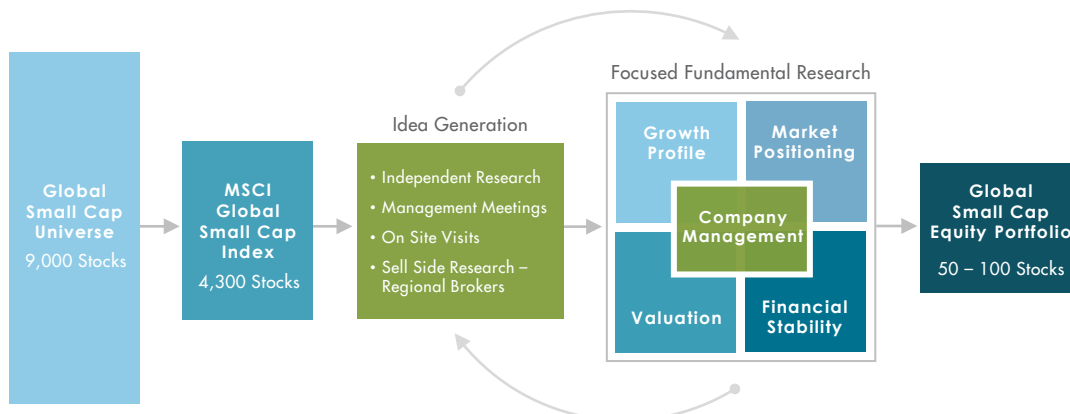 Global
Small Cap
Universe
9,000 Stocks
MSCI
Global
Small Cap
Index
4,300 Stocks
Idea Generation
• Independent Research
• Management Meetings
• On Site Visits
• Sell Side Research –
Regional Brokers
Focused Fundamental Research
Growth
Profile
Market
Positioning
Company
Management
Valuation
Financial
Stability
Global
Small Cap
Equity Portfolio
50 – 100 Stocks